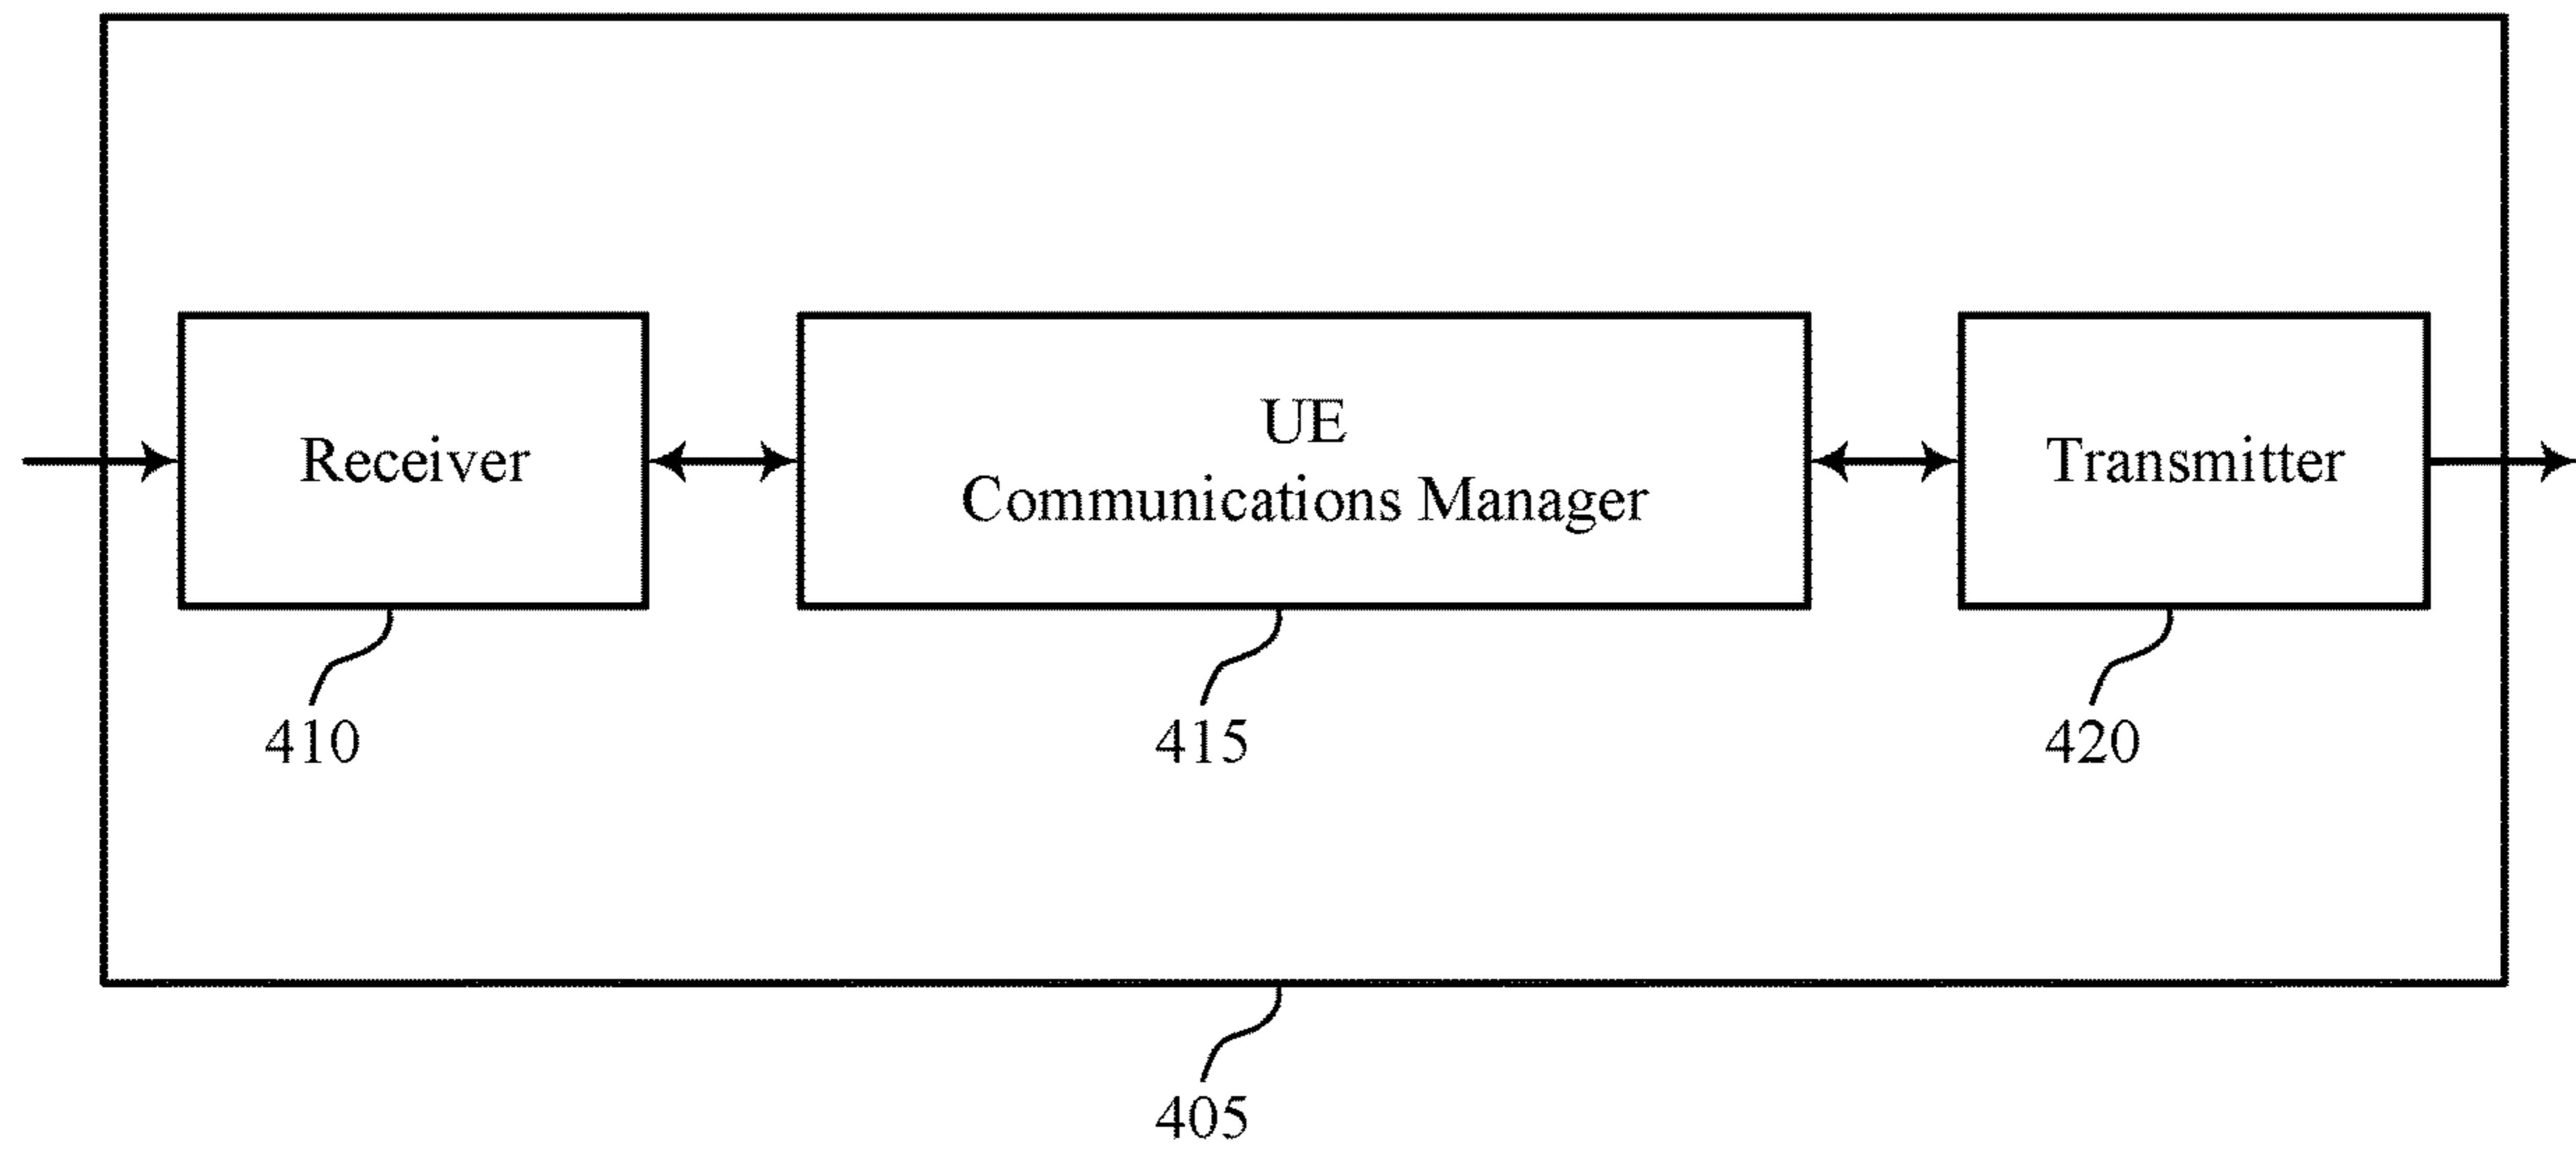 Receiver
UE
Communications Manager
Transmitter
410
415
420
405